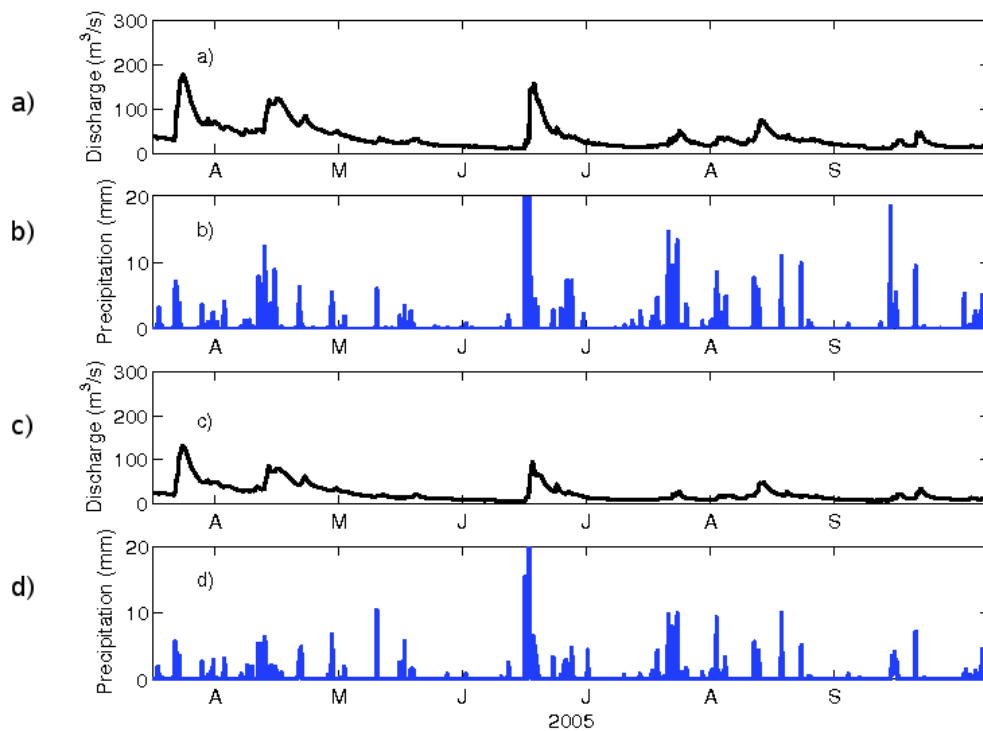 a)
Discharge (m³/s)
300
200
100
0
a)
A M J J A S
b)
Precipitation (mm)
20
10
0
b)
A M J J A S
c)
Discharge (m³/s)
300
200
100
0
c)
A M J J A S
d)
Precipitation (mm)
20
10
0
d)
A M J J A S
2005